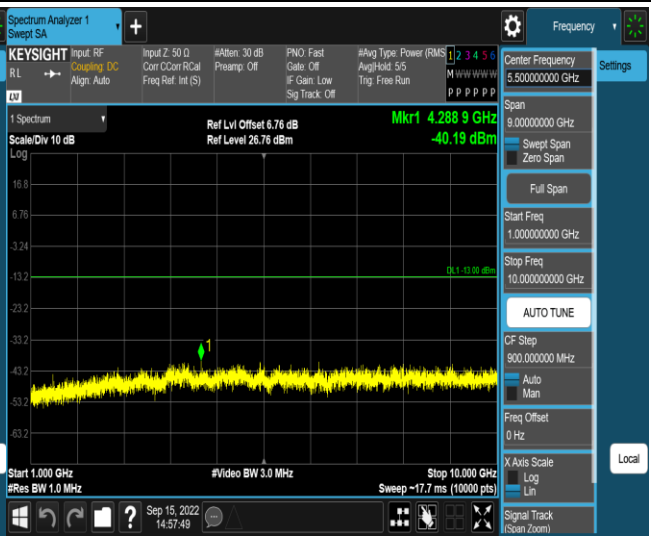 Spectrum Analyzer 1
Swept SA
+
Frequency
KEYSIGHT
RL
LXI
Input: RF
Coupling: DC
Align: Auto
Input Z: 50 Ω
Corr CCorr RCal
Freq Ref: Int (S)
#Atten: 30 dB
Preamp: Off
PNO: Fast
Gate: Off
IF Gain: Low
Sig Track: Off
#Avg Type: Power (RMS
Avg|Hold: 5/5
Trig: Free Run
1 2 3 4 5 6
M W W W W W
P P P P P P
1 Spectrum
Scale/Div 10 dB
Log
Ref Lvl Offset 6.76 dB
Ref Level 26.76 dBm
Mkr1 4.288 9 GHz
-40.19 dBm
16.8
6.76
-3.24
-13.2
DL1 -13.00 dBm
-23.2
-33.2
1
-43.2
-53.2
-63.2
Start 1.000 GHz
#Res BW 1.0 MHz
#Video BW 3.0 MHz
Stop 10.000 GHz
Sweep ~17.7 ms (10000 pts)
?
Sep 15, 2022
14:57:49
Center Frequency
5.500000000 GHz
Settings
Span
9.00000000 GHz
Swept Span
Zero Span
Full Span
Start Freq
1.000000000 GHz
Stop Freq
10.000000000 GHz
AUTO TUNE
CF Step
900.000000 MHz
Auto
Man
Freq Offset
0 Hz
X Axis Scale
Log
Lin
Local
Signal Track
(Span Zoom)